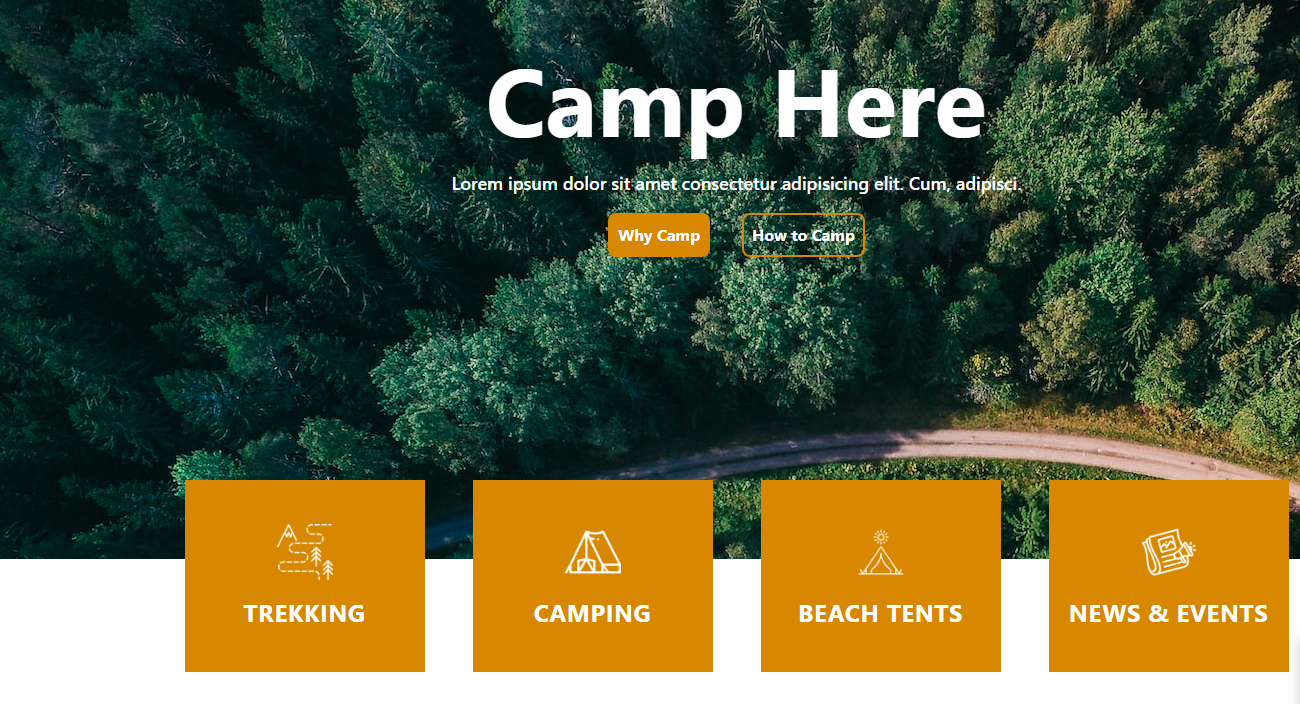 Camp Here
Lorem ipsum dolor sit amet consectetur adipisicing elit. Cum, adipisci.
Why Camp
How to Camp
TREKKING
CAMPING
BEACH TENTS
NEWS & EVENTS